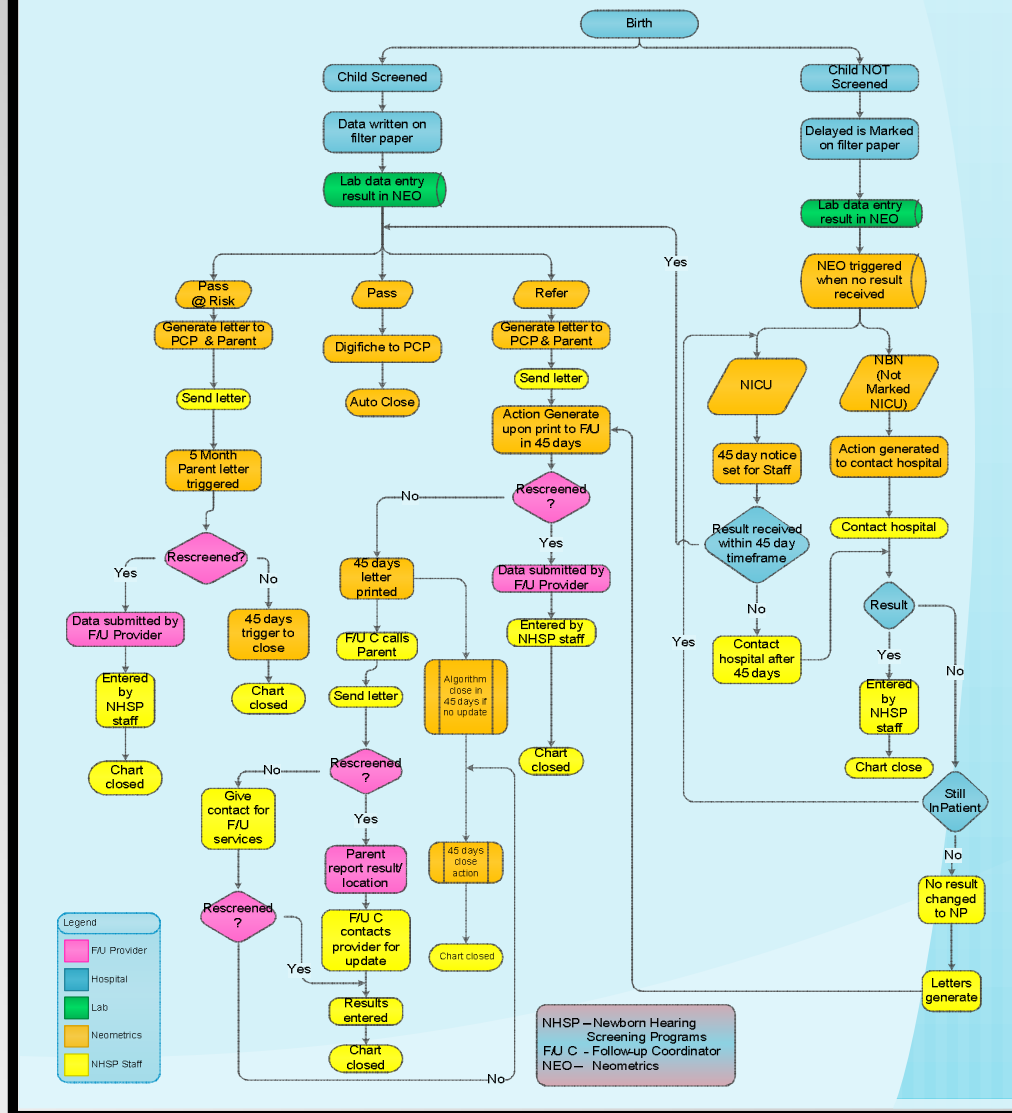 Birth
Child Screened
Child NOT
Screened
Data written on
filter paper
Delayed is Marked
on filter paper
Lab data entry
result in NEO
Lab data entry
result in NEO
Yes
NEO triggered
when no result
received
Pass
@ Risk
Pass
Refer
Generate letter to
PCP & Parent
Digifiche to PCP
Generate letter to
PCP & Parent
NICU
NBN
(Not
Marked
NICU)
Send letter
Auto Close
Send letter
Action Generate
upon print to F/U
in 45 days
5 Month
Parent letter
triggered
45 day notice
set for Staff
Action generated
to contact hospital
No
Rescreened
?
Result received
within 45 day
timeframe
Contact hospital
Yes
Rescreened?
Yes
No
45 days
letter
printed
Data submitted by
F/U Provider
No
Result
Data submitted by
F/U Provider
45 days
trigger to
close
F/U C calls
Parent
Entered by
NHSP staff
Yes
Contact
hospital after
45 days
Yes
No
Entered
by
NHSP
staff
Chart
closed
Send letter
Algorithm
close in
45 days if
no update
Entered
by
NHSP
staff
Chart
closed
Chart
closed
Chart close
No
Rescreened
?
Still
InPatient
Give
contact for
F/U
services
Yes
Parent
report result/
location
45 days
close
action
No
No result
changed
to NP
Rescreened
?
F/U C
contacts
provider for
update
Chart closed
Yes
Letters
generate
Results
entered
Chart
closed
No
Legend
F/U Provider
Hospital
Lab
Neometrics
NHSP Staff
NHSP – Newborn Hearing
Screening Programs
F/U C - Follow-up Coordinator
NEO – Neometrics